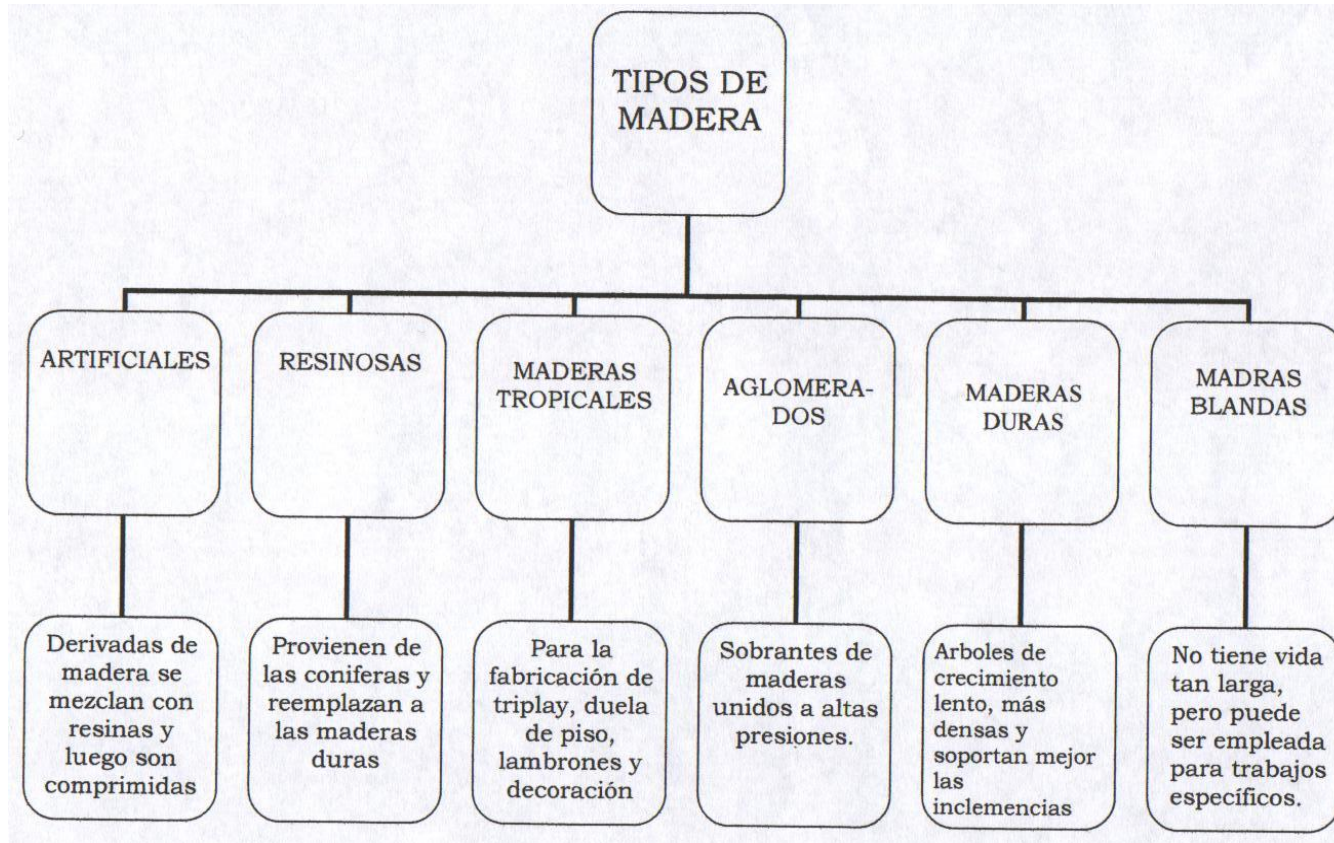 TIPOS DE
MADERA
ARTIFICIALES
RESINOSAS
MADERAS
TROPICALES
AGLOMERA-
DOS
MADERAS
DURAS
MADRAS
BLANDAS
Derivadas de
madera se
mezclan con
resinas y
luego son
comprimidas
Provienen de
las coniferas y
reemplazan a
las maderas
duras
Para la
fabricación de
triplay, duela
de piso,
lambrones y
decoración
Sobrantes de
maderas
unidos a altas
presiones.
Arboles de
crecimiento
lento, más
densas y
soportan mejor
las
inclemencias
No tiene vida
tan larga,
pero puede
ser empleada
para trabajos
específicos.